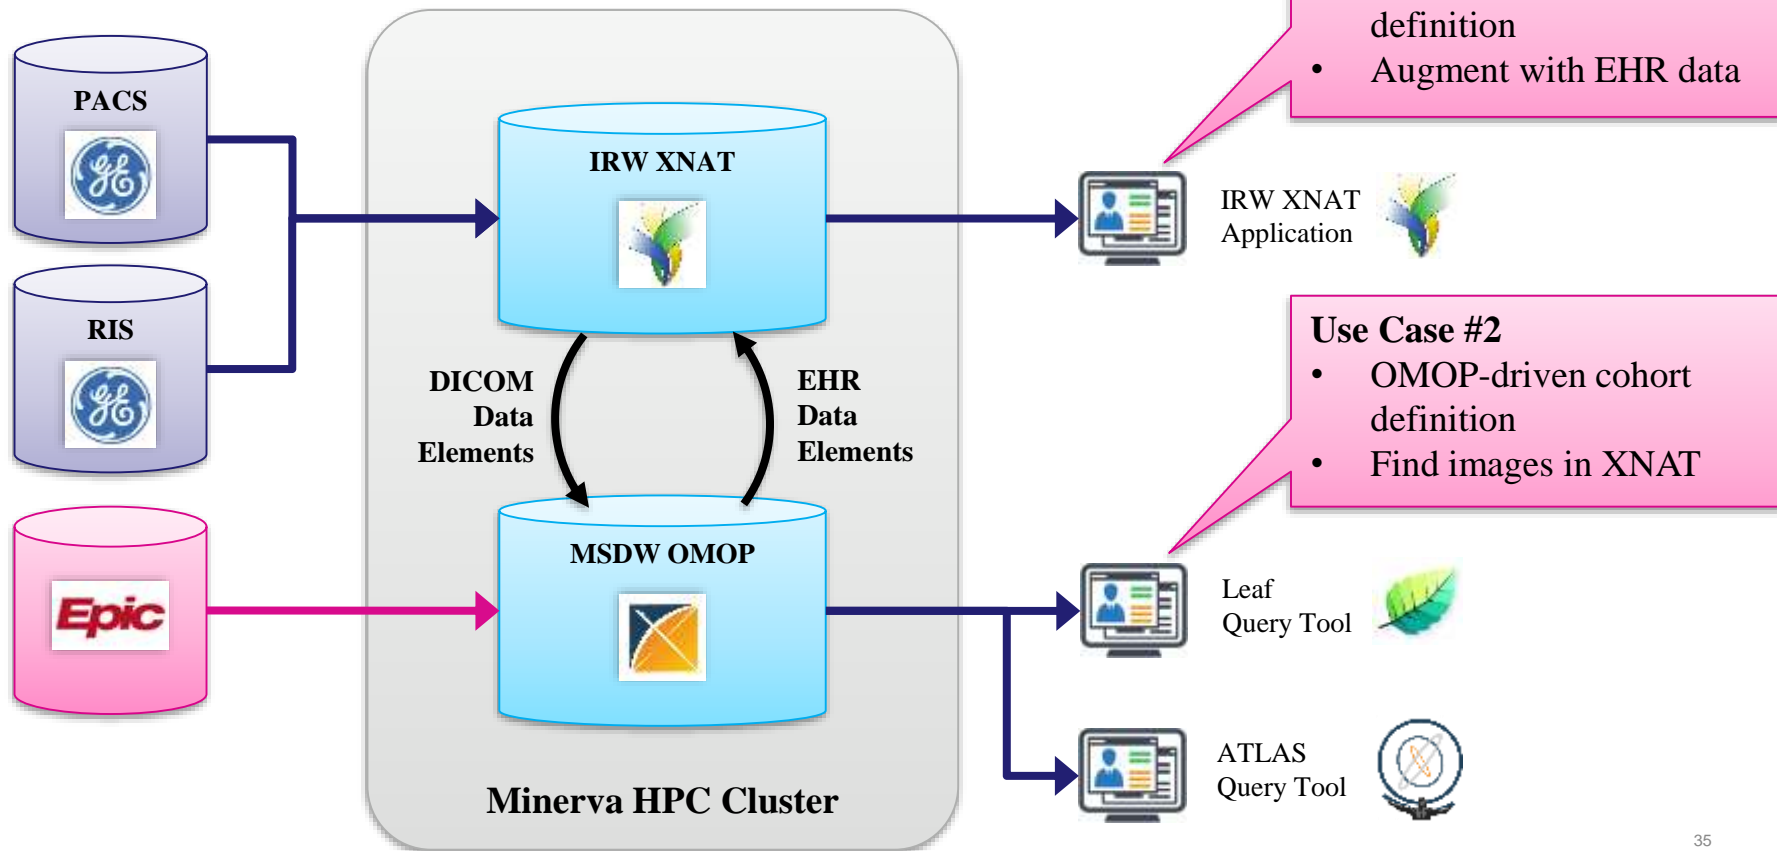 definition
• Augment with EHR data
PACS
IRW XNAT
IRW XNAT
Application
RIS
DICOM
Data
Elements
EHR
Data
Elements
Use Case #2
• OMOP-driven cohort
definition
• Find images in XNAT
Epic
MSDW OMOP
Leaf
Query Tool
ATLAS
Query Tool
Minerva HPC Cluster
35